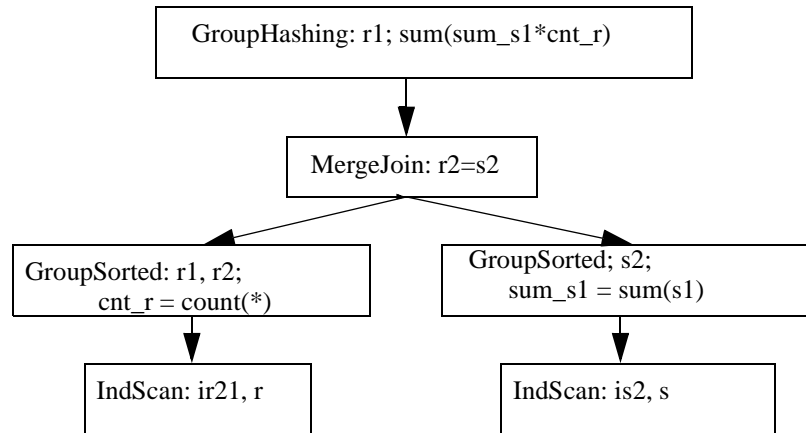 GroupHashing: r1; sum(sum_s1*cnt_r)
MergeJoin: r2=s2
GroupSorted: r1, r2;
cnt_r = count(*)
GroupSorted; s2;
sum_s1 = sum(s1)
IndScan: ir21, r
IndScan: is2, s